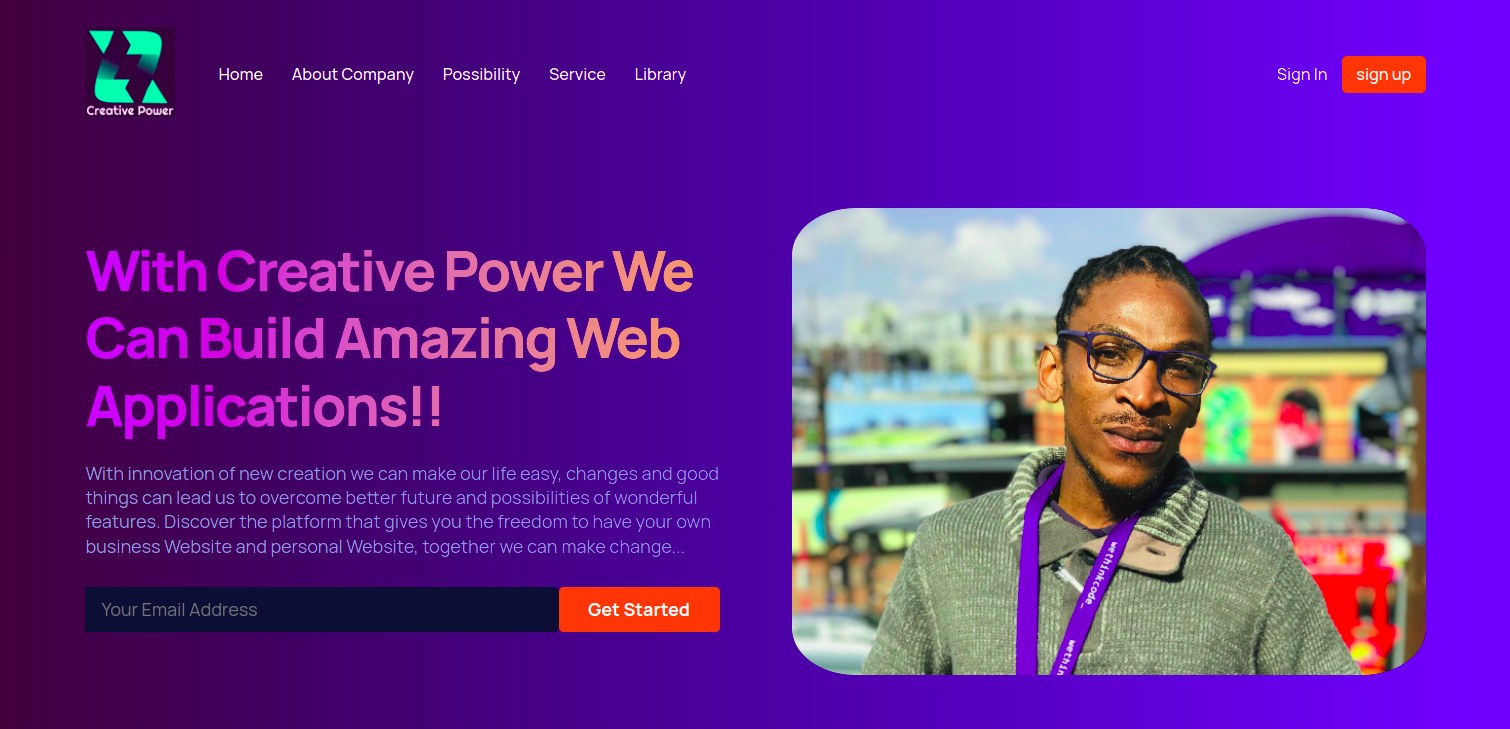 Creative Power
Home About Company Possibility Service Library
Sign In sign up
With Creative Power We
Can Build Amazing Web
Applications!!
With innovation of new creation we can make our life easy, changes and good
things can lead us to overcome better future and possibilities of wonderful
features. Discover the platform that gives you the freedom to have your own
business Website and personal Website, together we can make change...
Your Email Address
Get Started
wethinkcode_
wethin